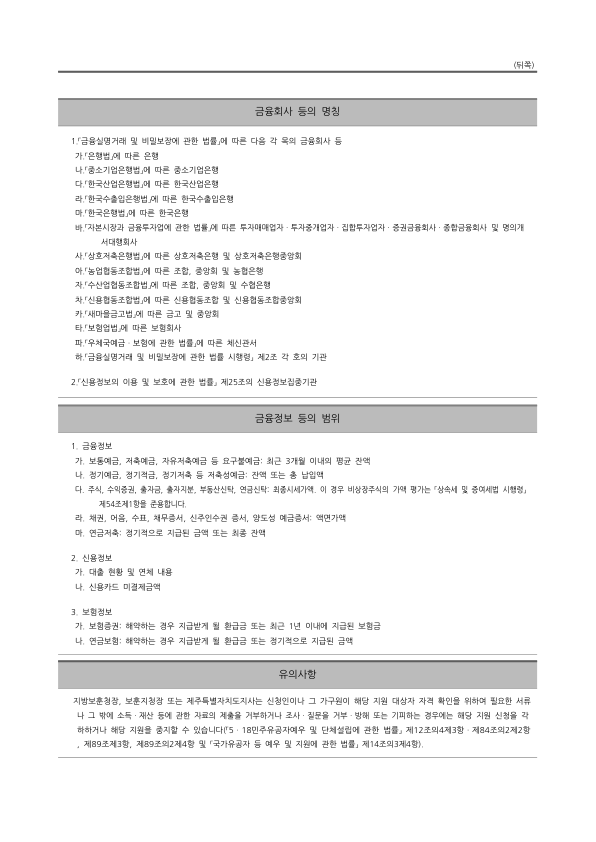 (뒤쪽)
금융회사 등의 명칭
1.「금융실명거래 및 비밀보장에 관한 법률」에 따른 다음 각 목의 금융회사 등
가.「은행법」에 따른 은행
나.「중소기업은행법」에 따른 중소기업은행
다.「한국산업은행법」에 따른 한국산업은행
라.「한국수출입은행법」에 따른 한국수출입은행
마.「한국은행법」에 따른 한국은행
바.「자본시장과 금융투자업에 관한 법률」에 따른 투자매매업자ㆍ투자중개업자ㆍ집합투자업자ㆍ증권금융회사ㆍ종합금융회사 및 명의개
서대행회사
사.「상호저축은행법」에 따른 상호저축은행 및 상호저축은행중앙회
아.「농업협동조합법」에 따른 조합, 중앙회 및 농협은행
자.「수산업협동조합법」에 따른 조합, 중앙회 및 수협은행
차.「신용협동조합법」에 따른 신용협동조합 및 신용협동조합중앙회
카.「새마을금고법」에 따른 금고 및 중앙회
타.「보험업법」에 따른 보험회사
파.「우체국예금ㆍ보험에 관한 법률」에 따른 체신관서
하.「금융실명거래 및 비밀보장에 관한 법률 시행령」 제2조 각 호의 기관
2.「신용정보의 이용 및 보호에 관한 법률」 제25조의 신용정보집중기관
금융정보 등의 범위
1. 금융정보
가. 보통예금, 저축예금, 자유저축예금 등 요구불예금: 최근 3개월 이내의 평균 잔액
나. 정기예금, 정기적금, 정기저축 등 저축성예금: 잔액 또는 총 납입액
다. 주식, 수익증권, 출자금, 출자지분, 부동산신탁, 연금신탁: 최종시세가액. 이 경우 비상장주식의 가액 평가는 「상속세 및 증여세법 시행령」
제54조제1항을 준용합니다.
라. 채권, 어음, 수표, 채무증서, 신주인수권 증서, 양도성 예금증서: 액면가액
마. 연금저축: 정기적으로 지급된 금액 또는 최종 잔액
2. 신용정보
가. 대출 현황 및 연체 내용
나. 신용카드 미결제금액
3. 보험정보
가. 보험증권: 해약하는 경우 지급받게 될 환급금 또는 최근 1년 이내에 지급된 보험금
나. 연금보험: 해약하는 경우 지급받게 될 환급금 또는 정기적으로 지급된 금액
유의사항
지방보훈청장, 보훈지청장 또는 제주특별자치도지사는 신청인이나 그 가구원이 해당 지원 대상자 자격 확인을 위하여 필요한 서류
나 그 밖에 소득ㆍ재산 등에 관한 자료의 제출을 거부하거나 조사ㆍ질문을 거부ㆍ방해 또는 기피하는 경우에는 해당 지원 신청을 각
하하거나 해당 지원을 중지할 수 있습니다(「5ㆍ18민주유공자예우 및 단체설립에 관한 법률」 제12조의4제3항ㆍ제84조의2제2항
, 제89조제3항, 제89조의2제4항 및 「국가유공자 등 예우 및 지원에 관한 법률」 제14조의3제4항).